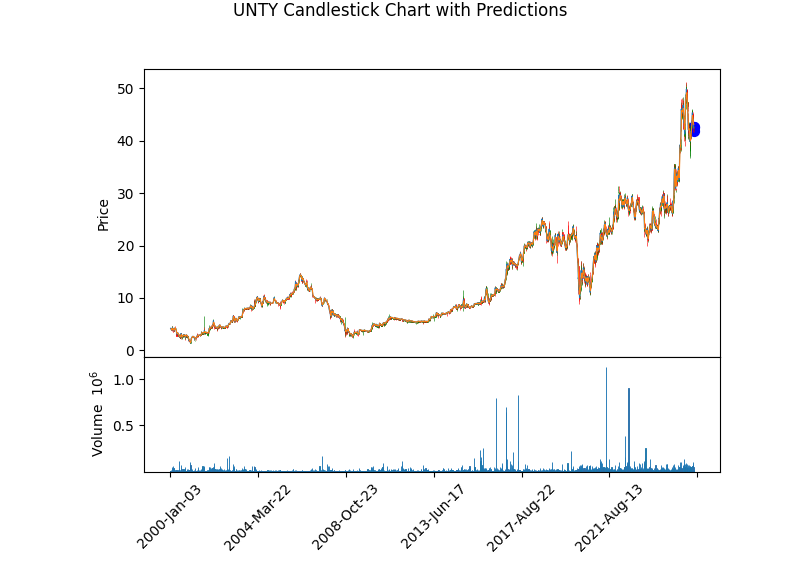 UNTY Candlestick Chart with Predictions
50
40
30
20
10
0
Price
1.0
0.5
Volume 10^6
2000-Jan-03
2004-Mar-22
2008-Oct-23
2013-Jun-17
2017-Aug-22
2021-Aug-13